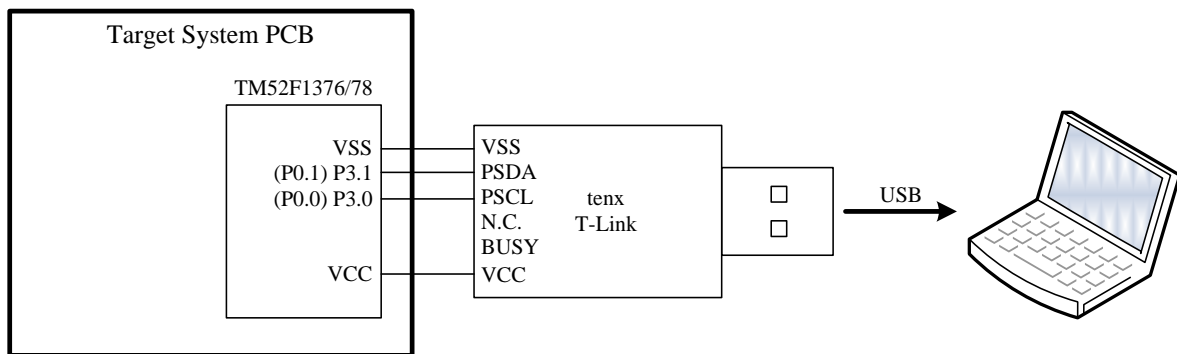 Target System PCB
TM52F1376/78
VSS
(P0.1) P3.1
(P0.0) P3.0
VCC
VSS
PSDA
PSCL
N.C.
BUSY
VCC
tenx
T-Link
USB